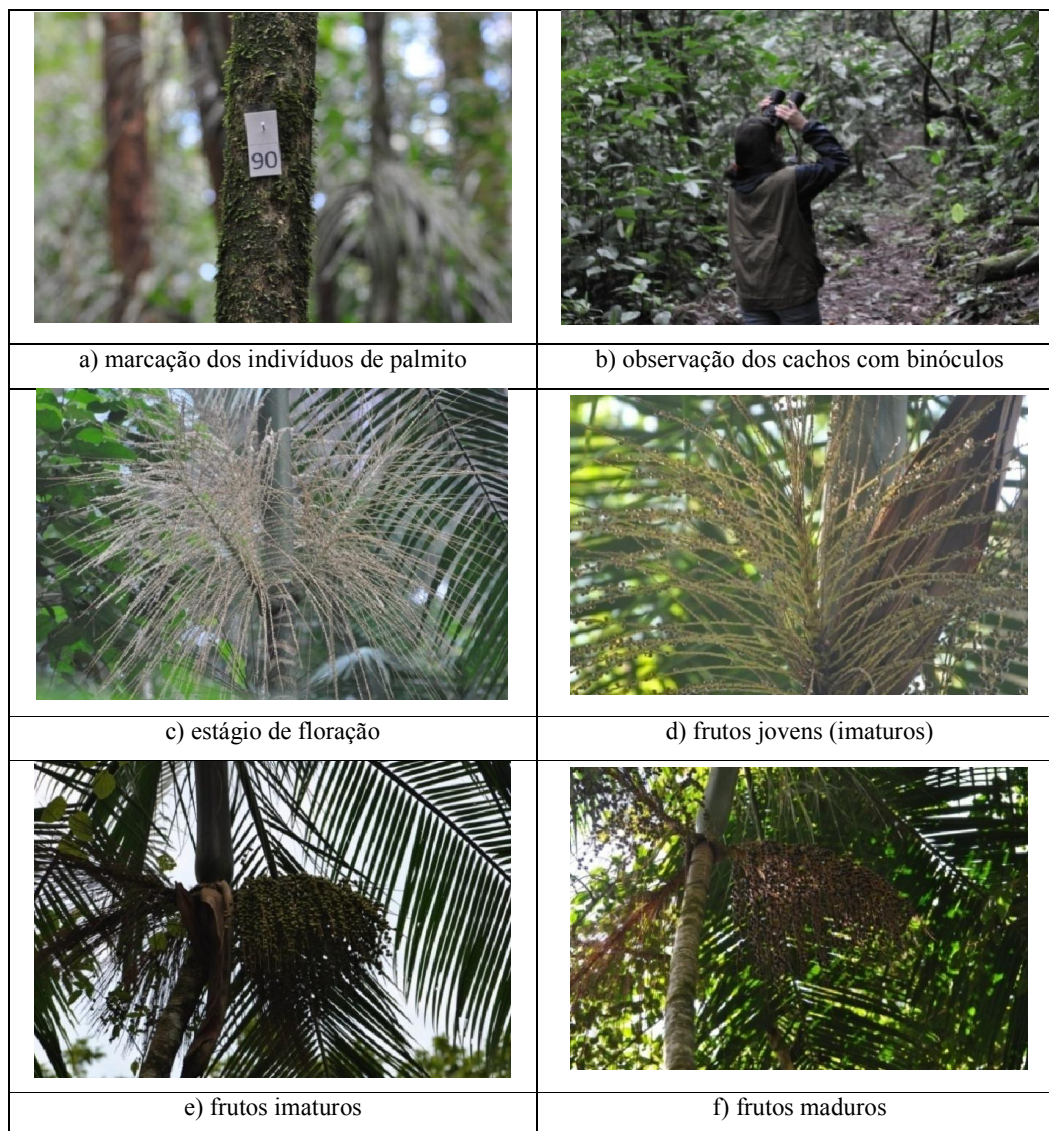 90
a) marcação dos indivíduos de palmito
b) observação dos cachos com binóculos
c) estágio de floração
d) frutos jovens (imaturos)
e) frutos imaturos
f) frutos maduros